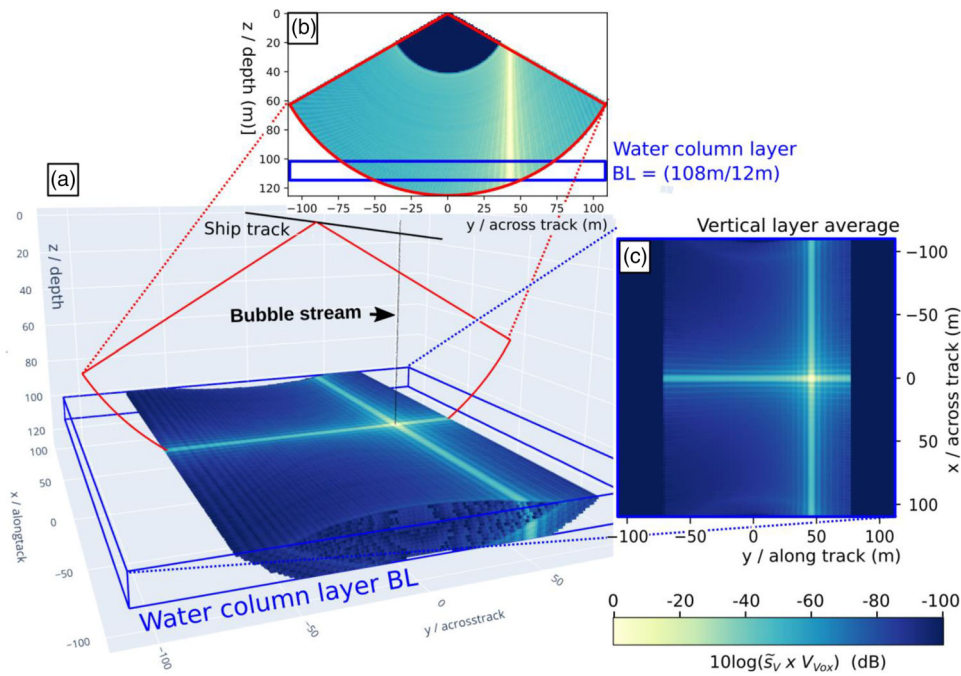 (b)
z / depth (m)]
0
20
40
60
80
100
120
−100 −75 −50 −25 0 25 50 75 100
y / across track (m)
Water column layer
BL = (108m/12m)
(a)
z / depth
0
20
40
60
80
100
120
Ship track
Bubble stream
x / alongtack
100
50
0
−50
−100
Water column layer BL
−100
−50
0
50
y / acrosstrack
Vertical layer average
(c)
−100
−50
0
50
100
x / across track (m)
−100 −50 0 50 100
y / along track (m)
0 -20 -40 -60 -80 -100
10log(s̃V x VVox) (dB)